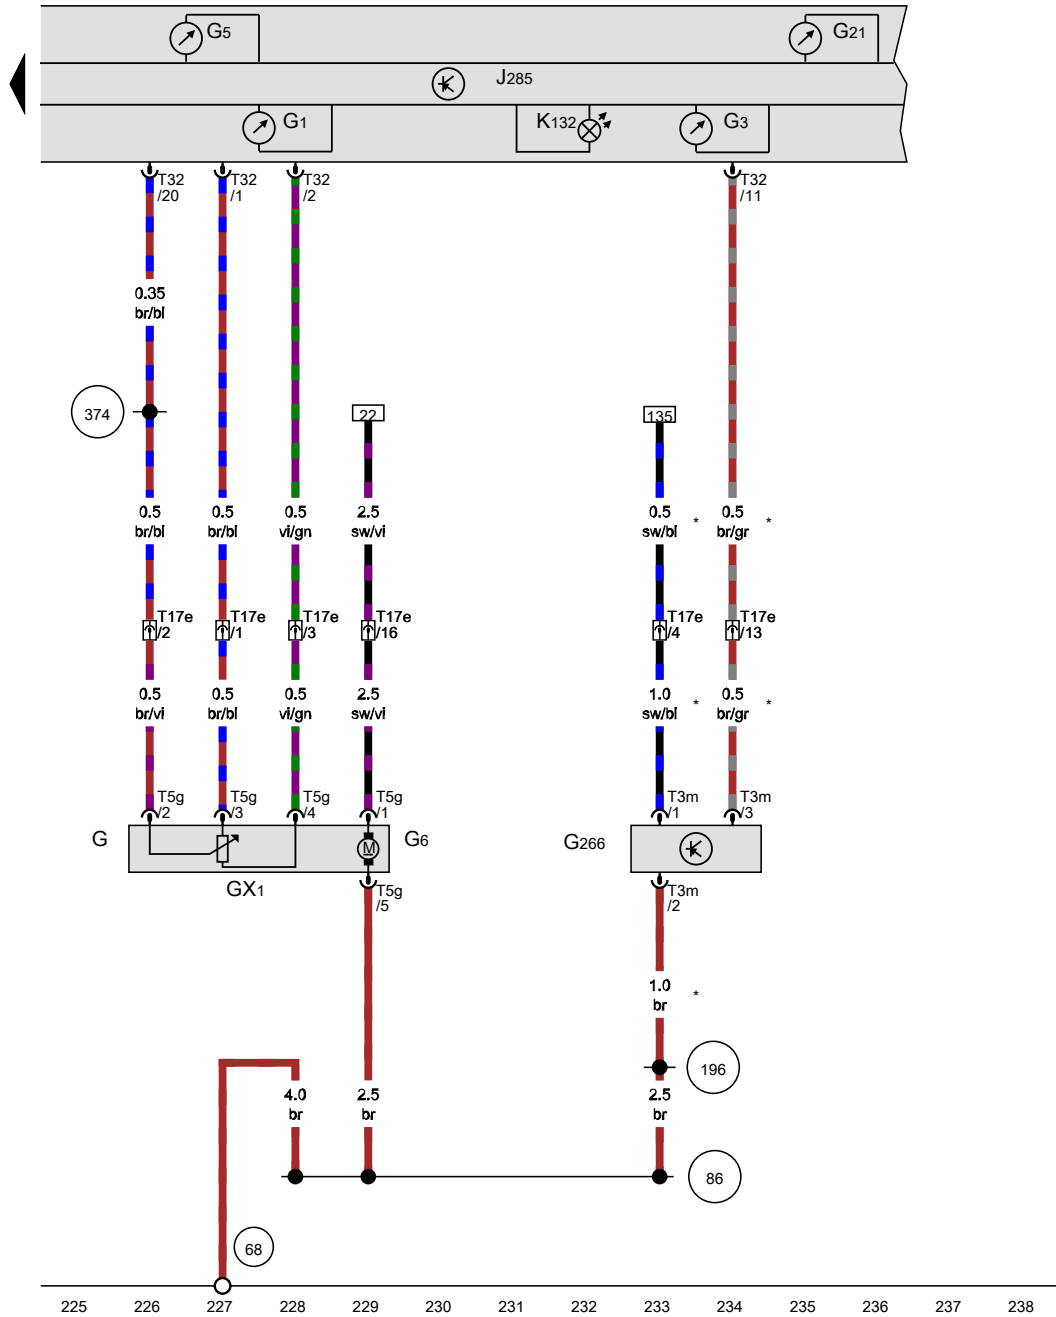 G5
G21
J285
G1
K132
G3
T32 T32 T32 T32
/20 /1 /2 /11
0.35
br/bl
374
22
135
0.5 0.5 0.5 2.5 0.5 * 0.5 *
br/bl br/bl vi/gn sw/vi sw/bl br/gr
T17e T17e T17e T17e T17e T17e
/2 /1 /3 /16 /4 /13
0.5 0.5 0.5 2.5 1.0 * 0.5 *
br/vi br/bl vi/gn sw/vi sw/bl br/gr
T5g T5g T5g T5g T3m T3m
/2 /3 /4 /1 /1 /3
G M G6 G266
GX1
T5g T3m
/5 /2
1.0 *
br
196
4.0 2.5 2.5
br br br
86
68
225 226 227 228 229 230 231 232 233 234 235 236 237 238